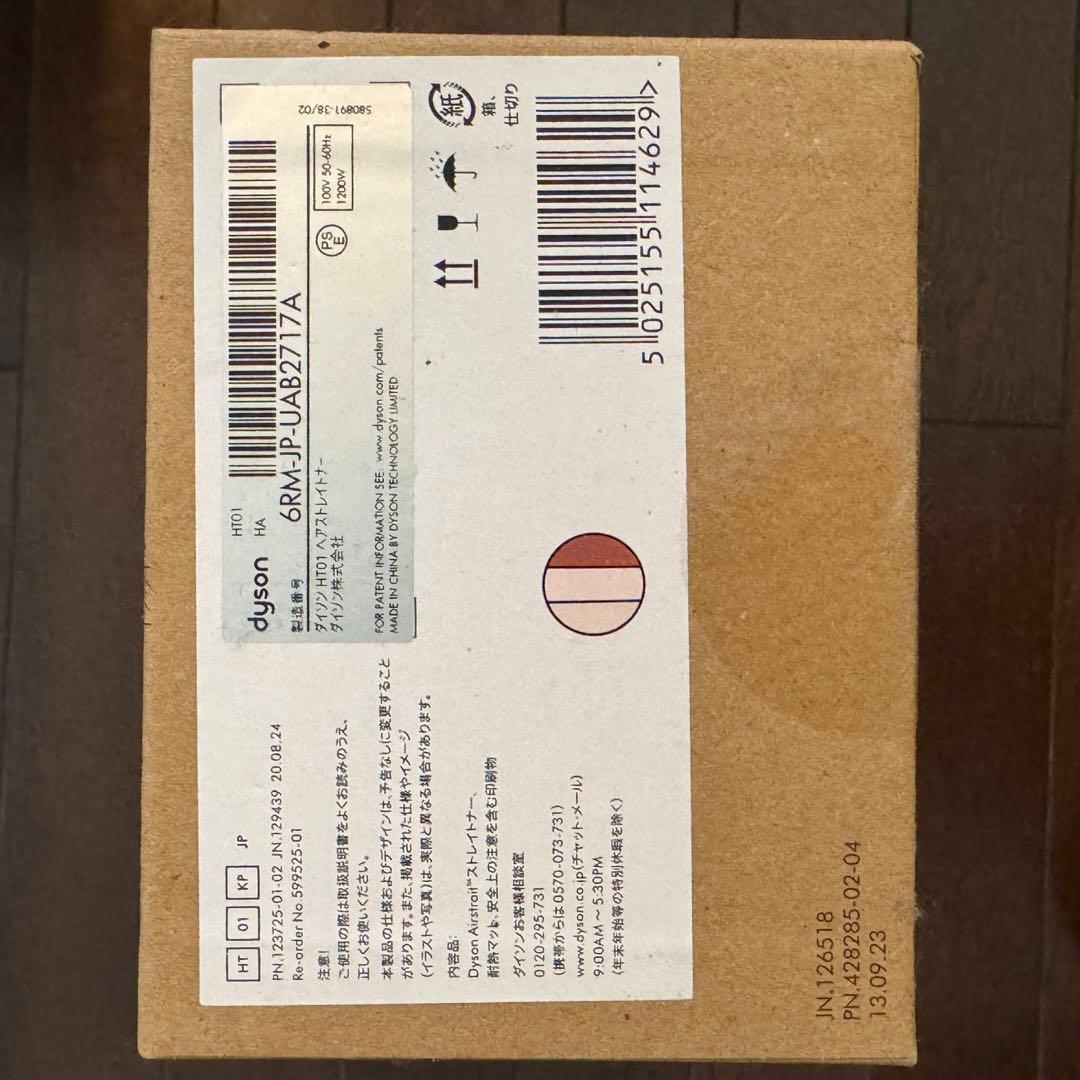 HT 01 KP JP
PN.123725-01-02 JN.129439 20.08.24
Re-order No.599525-01
注意!
ご使用の際は取扱説明書をよくお読みのうえ、
正しくお使いください。
本製品の仕様およびデザインは、予告なしに変更すること
があります。また、掲載された仕様やイメージ
(イラストや写真)は、実際と異なる場合があります。
内容品:
Dyson Airstrait™ストレイトナー、
耐熱マット、安全上の注意を含む印刷物
ダイソンお客様相談室
0120-295-731
(携帯からは 0570-073-731)
www.dyson.co.jp(チャット・メール)
9:00AM ～ 5:30PM
(年末年始等の特別休暇を除く)
dyson
HT01
HA
製造番号 6RM-JP-UAB2717A
ダイソン HT01 ヘアストレイトナー
ダイソン株式会社
PS
E
100V 50-60Hz
1200W
580891-38/02
FOR PATENT INFORMATION SEE: www.dyson.com/patents
MADE IN CHINA BY DYSON TECHNOLOGY LIMITED
紙
箱、
仕切り
5 025155 114629 >
JN.126518
PN.428285-02-04
13.09.23